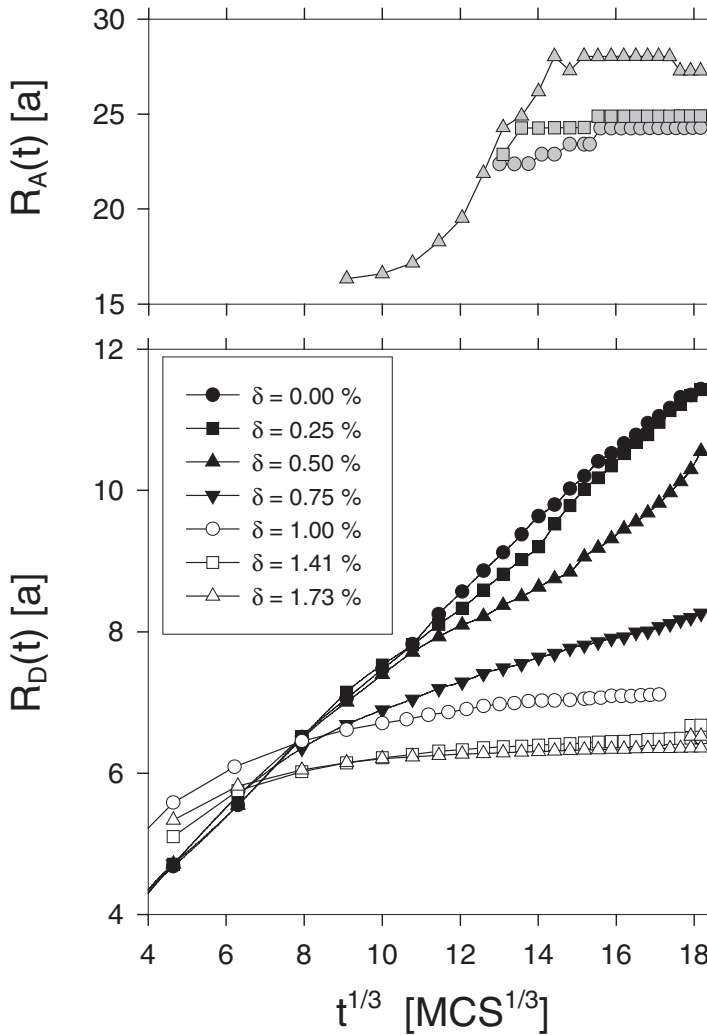 30
25
20
15
R_A(t) [a]
12
10
8
6
4
R_D(t) [a]
δ = 0.00 %
δ = 0.25 %
δ = 0.50 %
δ = 0.75 %
δ = 1.00 %
δ = 1.41 %
δ = 1.73 %
4 6 8 10 12 14 16 18
t^{1/3} [MCS^{1/3}]